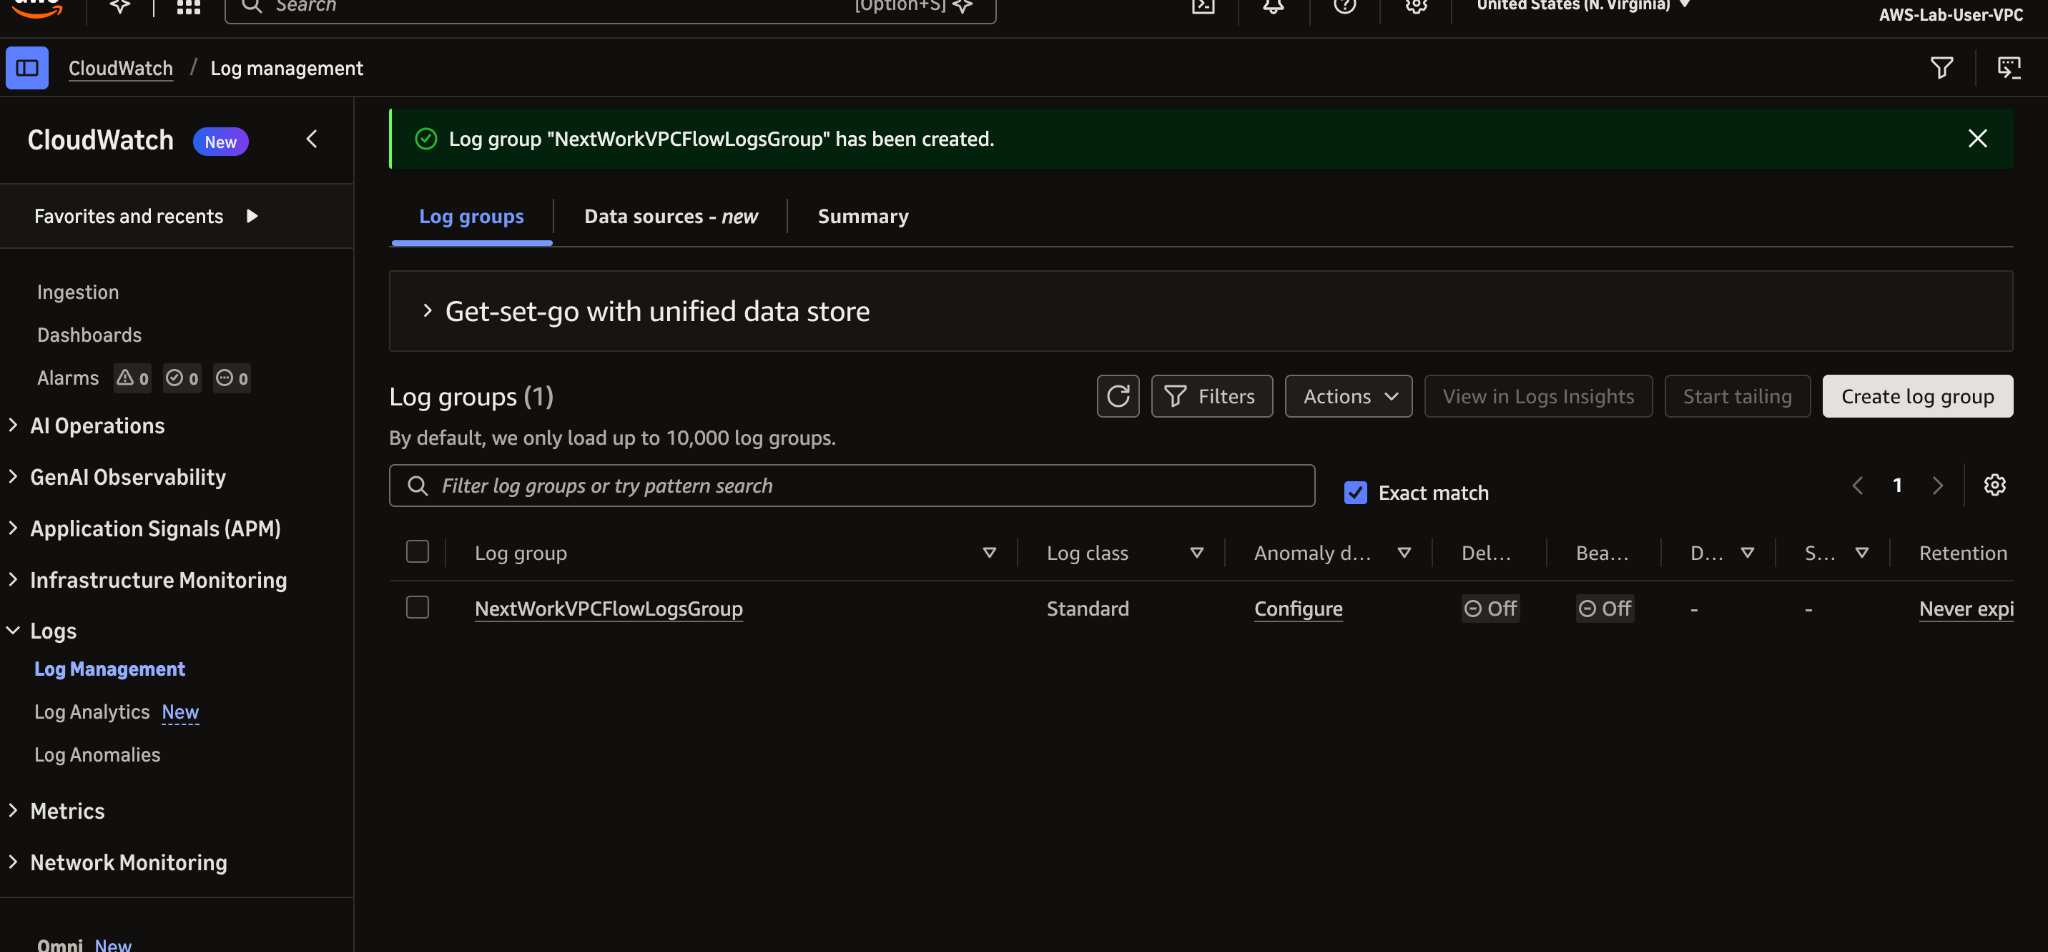 aws
Search
[Option+S]
United States (N. Virginia)
AWS-Lab-User-VPC
CloudWatch / Log management
CloudWatch New
Favorites and recents
Ingestion
Dashboards
Alarms 0 0 0
AI Operations
GenAI Observability
Application Signals (APM)
Infrastructure Monitoring
Logs
Log Management
Log Analytics New
Log Anomalies
Metrics
Network Monitoring
Omni New
Log group "NextWorkVPCFlowLogsGroup" has been created.
Log groups Data sources - new Summary
Get-set-go with unified data store
Log groups (1)
Filters Actions View in Logs Insights Start tailing Create log group
By default, we only load up to 10,000 log groups.
Filter log groups or try pattern search
Exact match
1
Log group Log class Anomaly d... Del... Bea... D... S... Retention
NextWorkVPCFlowLogsGroup Standard Configure Off Off - - Never expi